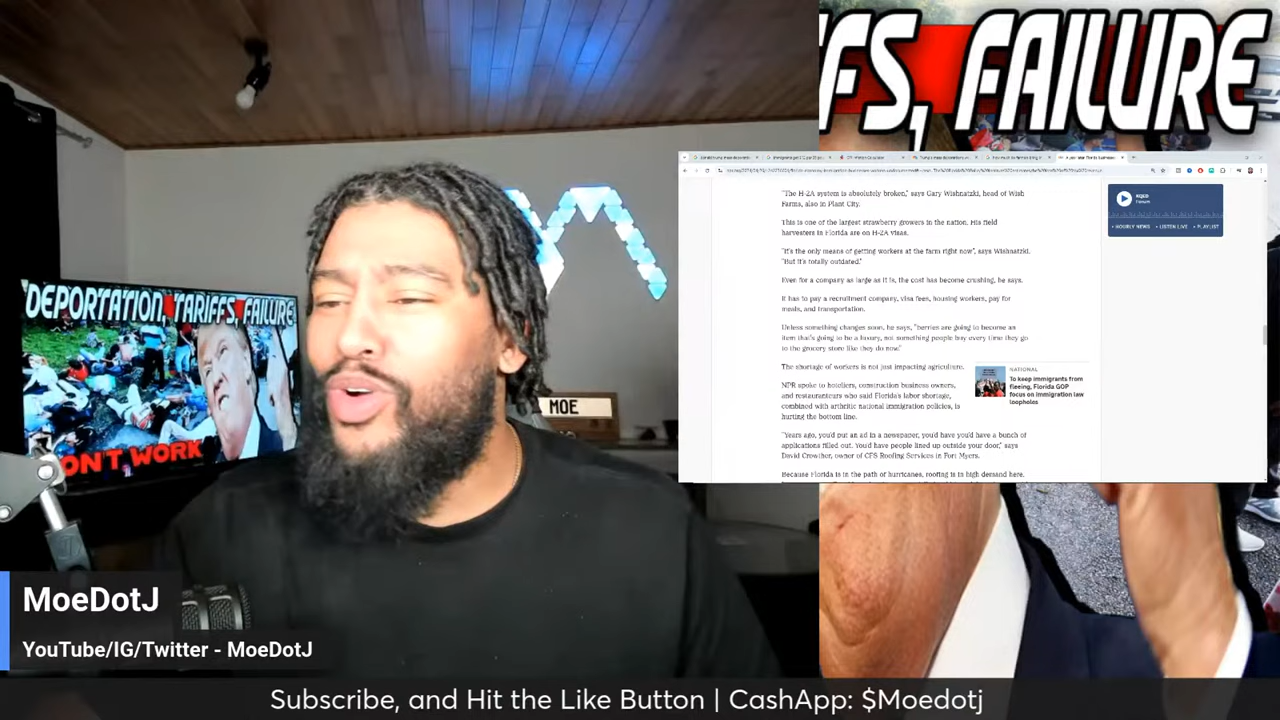 FS, FAILURE
DEPORTATION, TARIFFS, FAILURE
ON'T WORK
MOE
"The H-2A system is absolutely broken," says Gary Wishnatzki, head of Wish
Farms, also in Plant City.
This is one of the largest strawberry growers in the nation. His field
harvesters in Florida are on H-2A visas.
"It's the only means of getting workers at the farm right now", says Wishnatzki.
"But it's totally outdated."
Even for a company as large as it is, the cost has become crushing, he says.
It has to pay a recruitment company, visa fees, housing workers, pay for
meals, and transportation.
Unless something changes soon, he says, "berries are going to become an
item that's going to be a luxury, not something people buy every time they go
to the grocery store like they do now."
The shortage of workers is not just impacting agriculture.
NPR spoke to hoteliers, construction business owners,
and restauranteurs who said Florida's labor shortage,
combined with arthritic national immigration policies, is
hurting the bottom line.
"Years ago, you'd put an ad in a newspaper, you'd have you'd have a bunch of
applications filled out. You'd have people lined up outside your door," says
David Crowther, owner of CFS Roofing Services in Fort Myers.
Because Florida is in the path of hurricanes, roofing is in high demand here.
NATIONAL
To keep immigrants from
fleeing, Florida GOP
focus on immigration law
loopholes
KQED
Forum
• HOURLY NEWS • LISTEN LIVE • PLAYLIST
MoeDotJ
YouTube/IG/Twitter - MoeDotJ
Subscribe, and Hit the Like Button | CashApp: $Moedotj